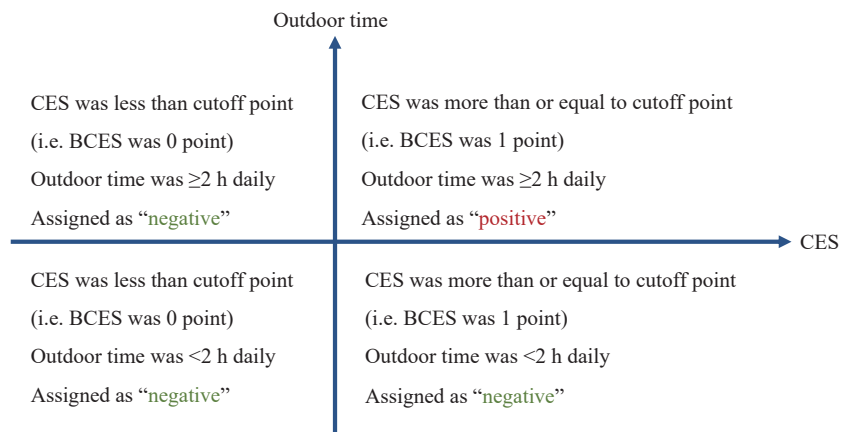 Outdoor time
CES was less than cutoff point
(i.e. BCES was 0 point)
Outdoor time was ≥2 h daily
Assigned as “negative”
CES was more than or equal to cutoff point
(i.e. BCES was 1 point)
Outdoor time was ≥2 h daily
Assigned as “positive”
CES
CES was less than cutoff point
(i.e. BCES was 0 point)
Outdoor time was <2 h daily
Assigned as “negative”
CES was more than or equal to cutoff point
(i.e. BCES was 1 point)
Outdoor time was <2 h daily
Assigned as “negative”